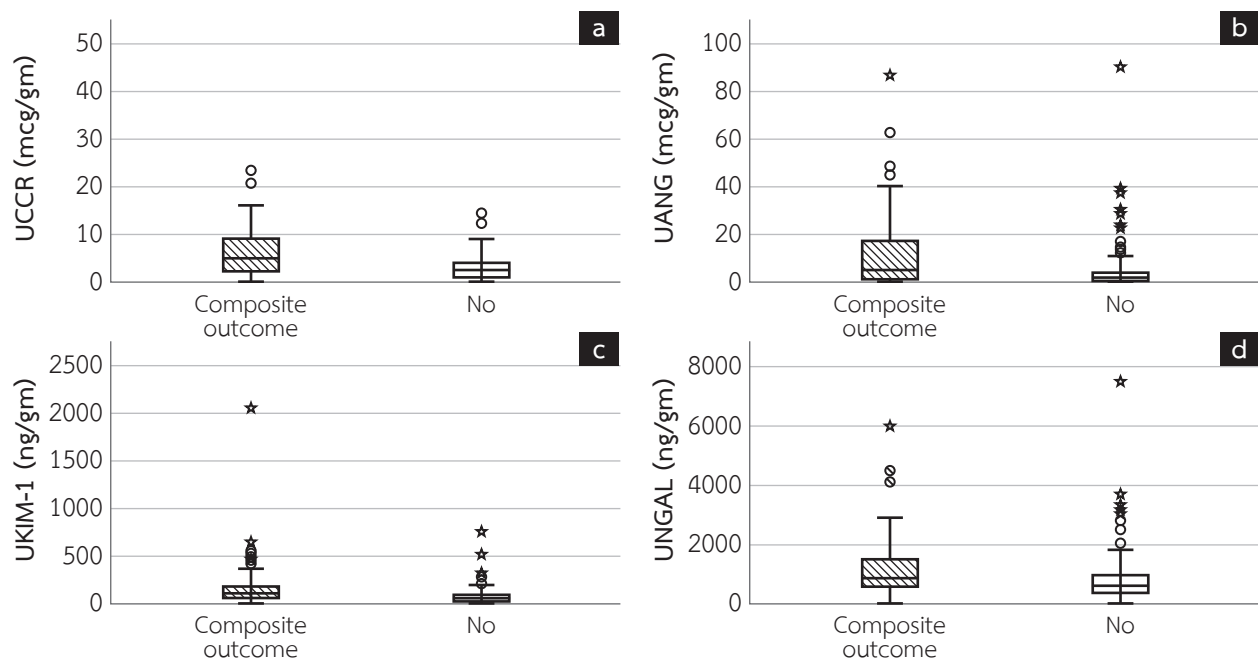 a
UCCR (mcg/gm)
50
40
30
20
10
0
Composite
outcome
No
b
UANG (mcg/gm)
100
80
60
40
20
0
Composite
outcome
No
c
UKIM-1 (ng/gm)
2500
2000
1500
1000
500
0
Composite
outcome
No
d
UNGAL (ng/gm)
8000
6000
4000
2000
0
Composite
outcome
No